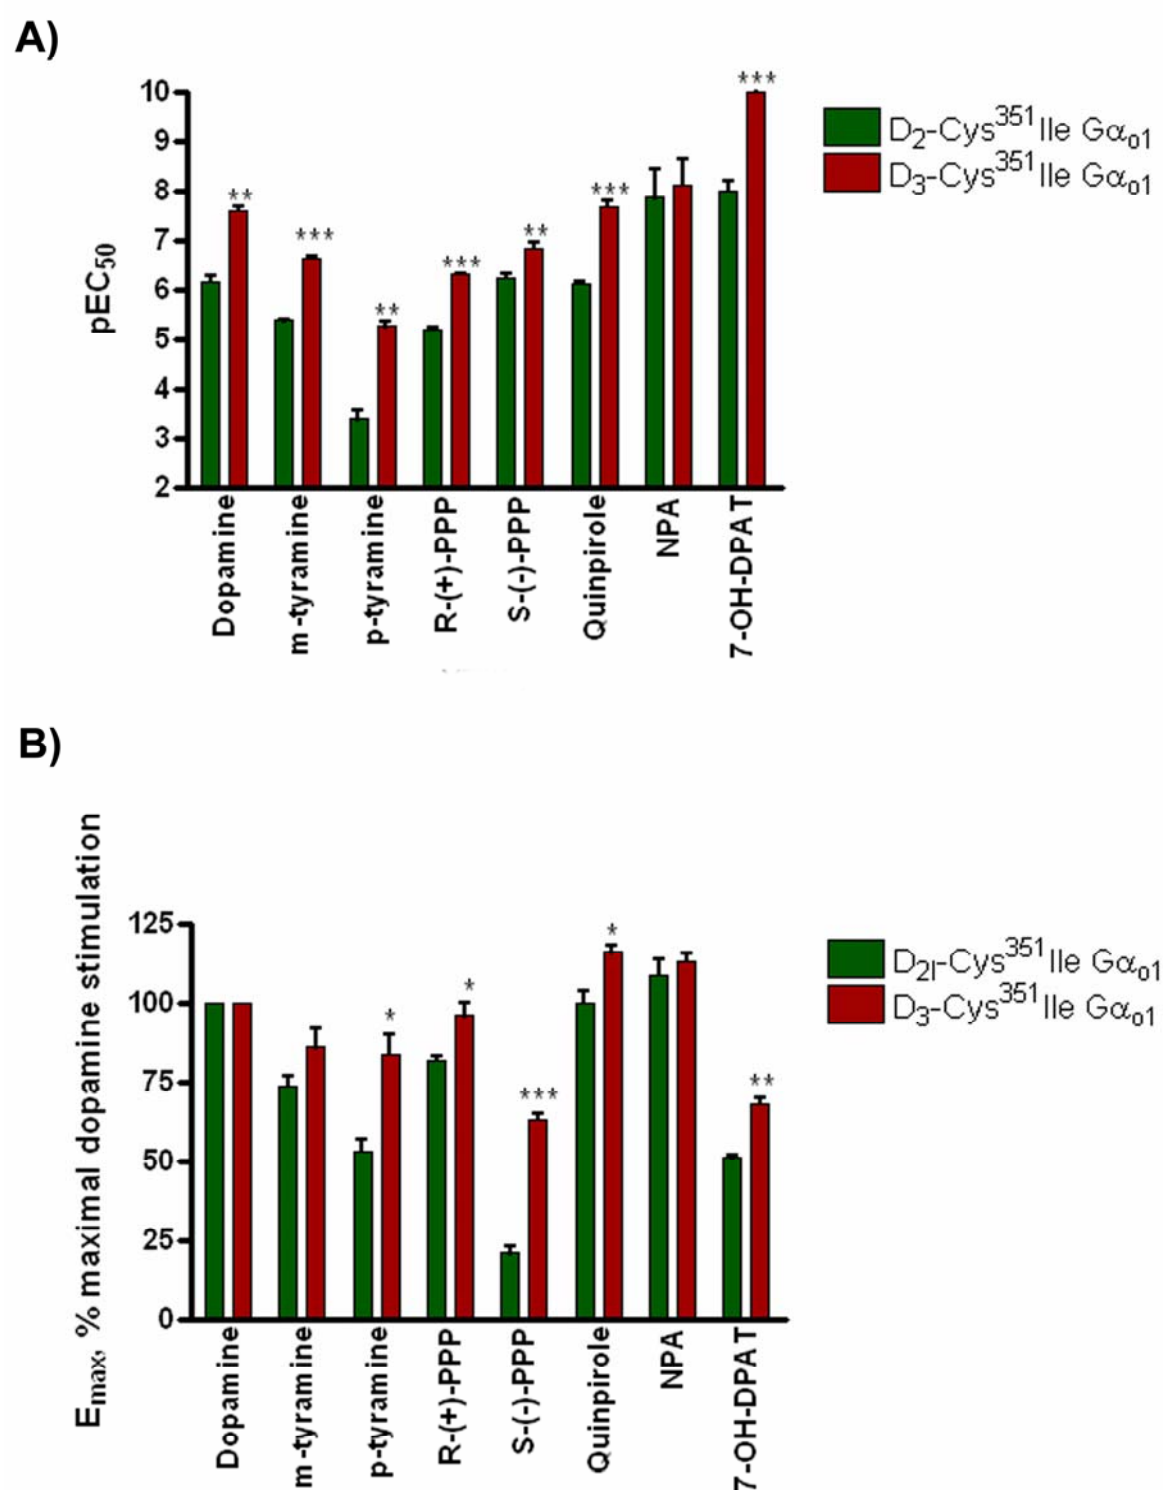 A)
pEC50
10
9
8
7
6
5
4
3
2
** *** ** *** ** *** ***
D2-Cys351Ile Gαo1
D3-Cys351Ile Gαo1
Dopamine
m-tyramine
p-tyramine
R-(+)-PPP
S-(-)-PPP
Quinpirole
NPA
7-OH-DPAT
B)
Emax, % maximal dopamine stimulation
125
100
75
50
25
0
* * *** * **
D2l-Cys351Ile Gαo1
D3-Cys351Ile Gαo1
Dopamine
m-tyramine
p-tyramine
R-(+)-PPP
S-(-)-PPP
Quinpirole
NPA
7-OH-DPAT